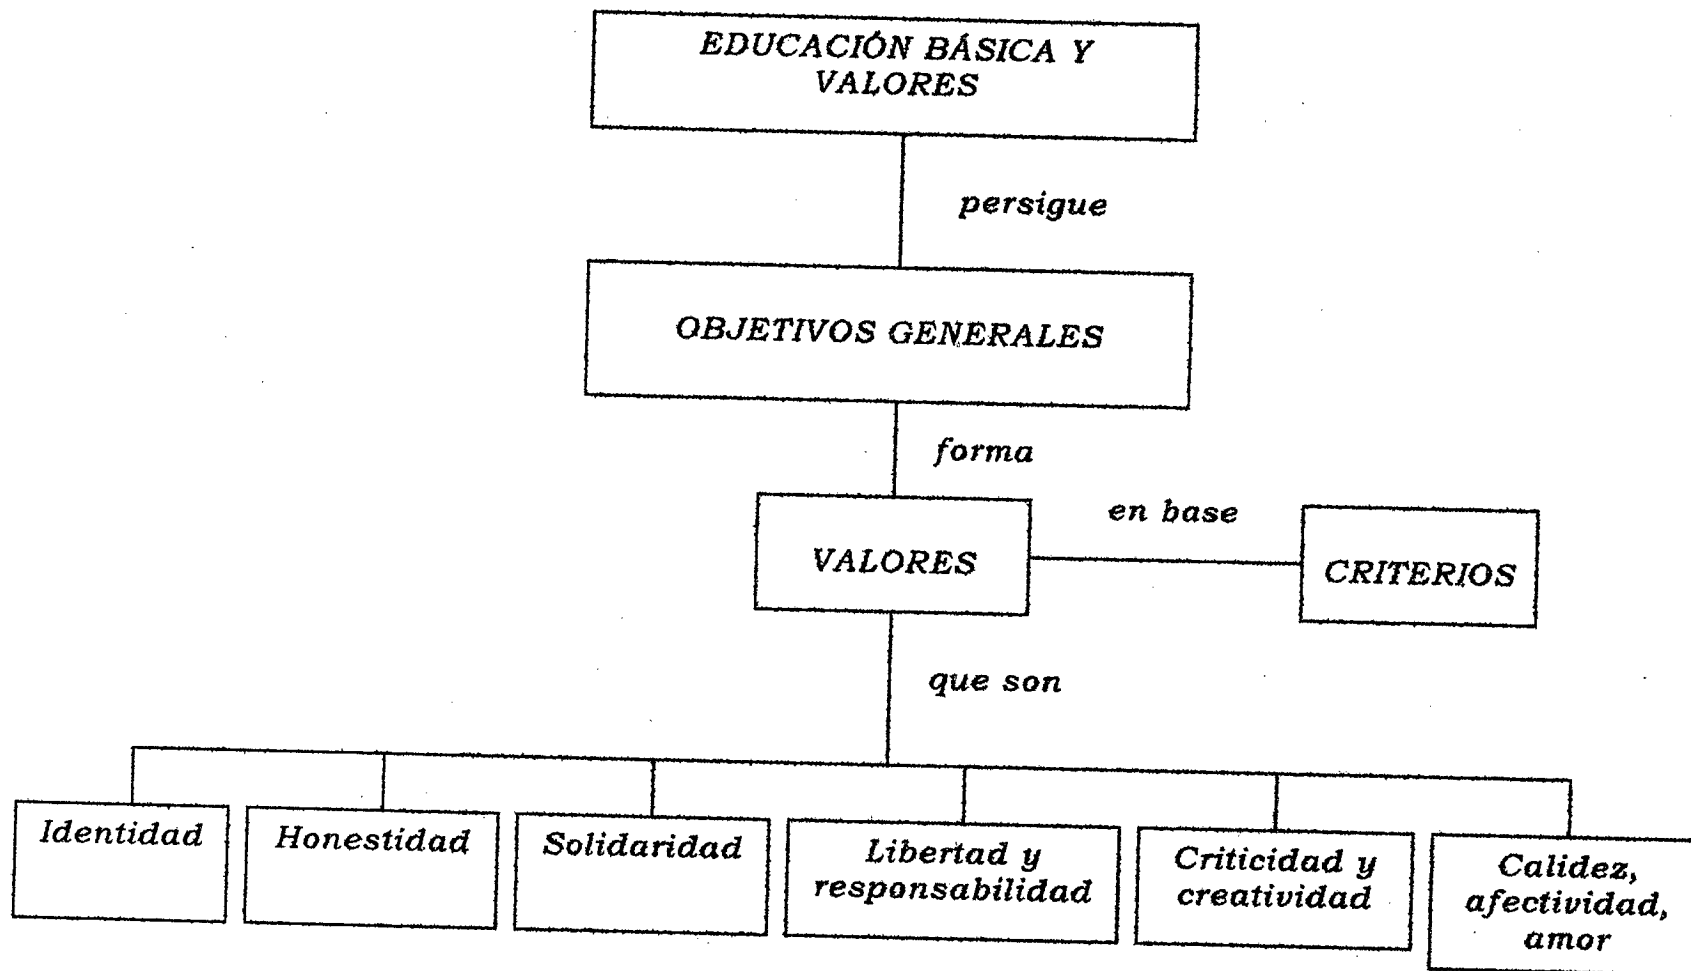 EDUCACIÓN BÁSICA Y
VALORES
persigue
OBJETIVOS GENERALES
forma
VALORES
en base
CRITERIOS
que son
Identidad
Honestidad
Solidaridad
Libertad y
responsabilidad
Criticidad y
creatividad
Calidez,
afectividad,
amor